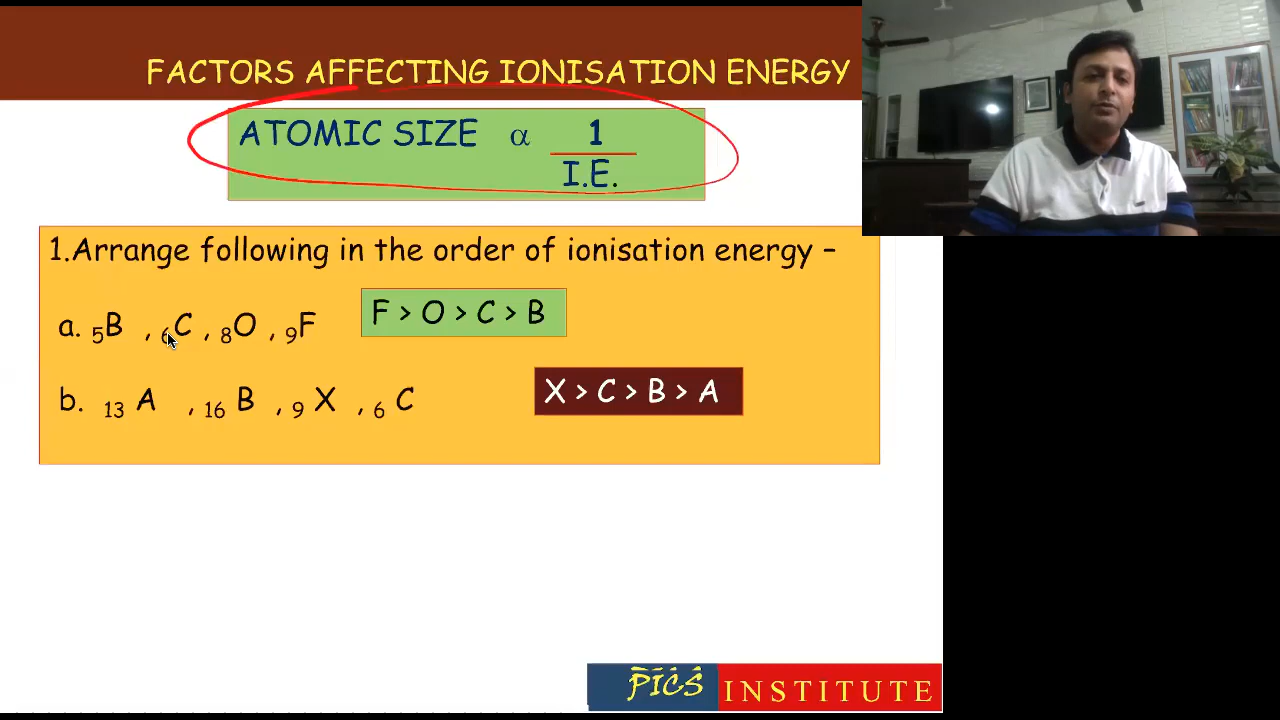 FACTORS AFFECTING IONISATION ENERGY
ATOMIC SIZE α 1
I.E.
1.Arrange following in the order of ionisation energy –
a. ₅B , ₆C , ₈O , ₉F F > O > C > B
b. ₁₃ A , ₁₆ B , ₉ X , ₆ C X > C > B > A
PICS INSTITUTE